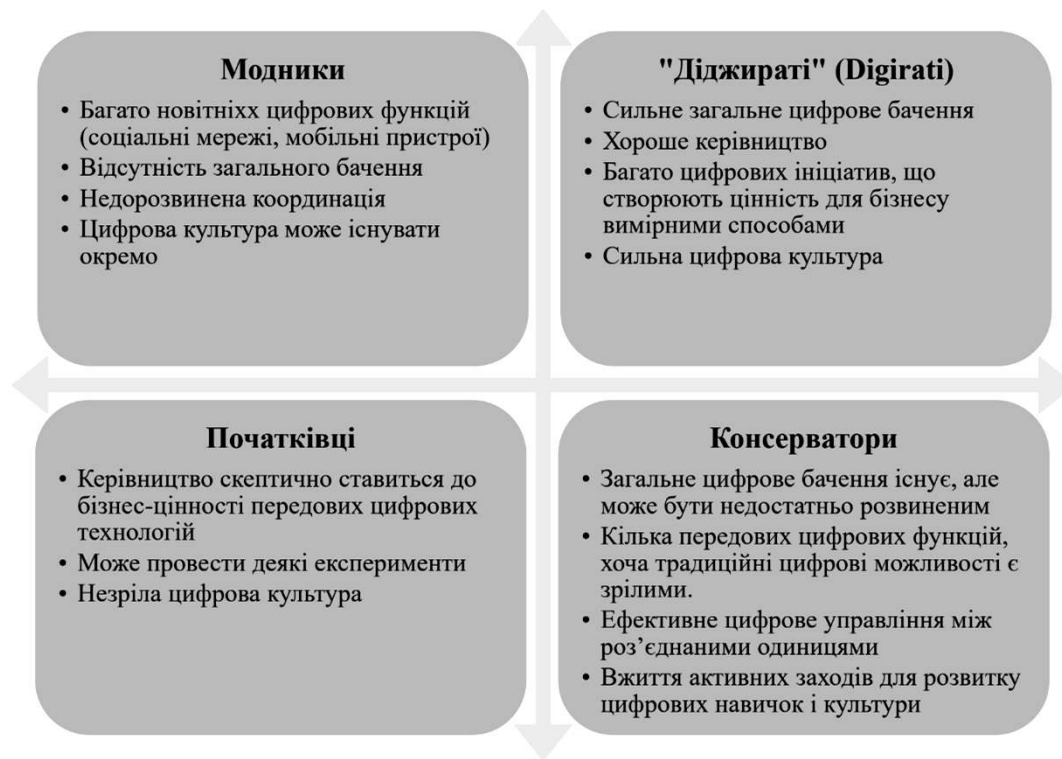 Модники
• Багато новітніхх цифрових функцій
(соціальні мережі, мобільні пристрої)
• Відсутність загального бачення
• Недорозвинена координація
• Цифрова культура може існувати
окремо
"Діджираті" (Digirati)
• Сильне загальне цифрове бачення
• Хороше керівництво
• Багато цифрових ініціатив, що
створюють цінність для бізнесу
вимірними способами
• Сильна цифрова культура
Початківці
• Керівництво скептично ставиться до
бізнес-цінності передових цифрових
технологій
• Може провести деякі експерименти
• Незріла цифрова культура
Консерватори
• Загальне цифрове бачення існує, але
може бути недостатньо розвиненим
• Кілька передових цифрових функцій,
хоча традиційні цифрові можливості є
зрілими.
• Ефективне цифрове управління між
роз’єднаними одиницями
• Вжиття активних заходів для розвитку
цифрових навичок і культури